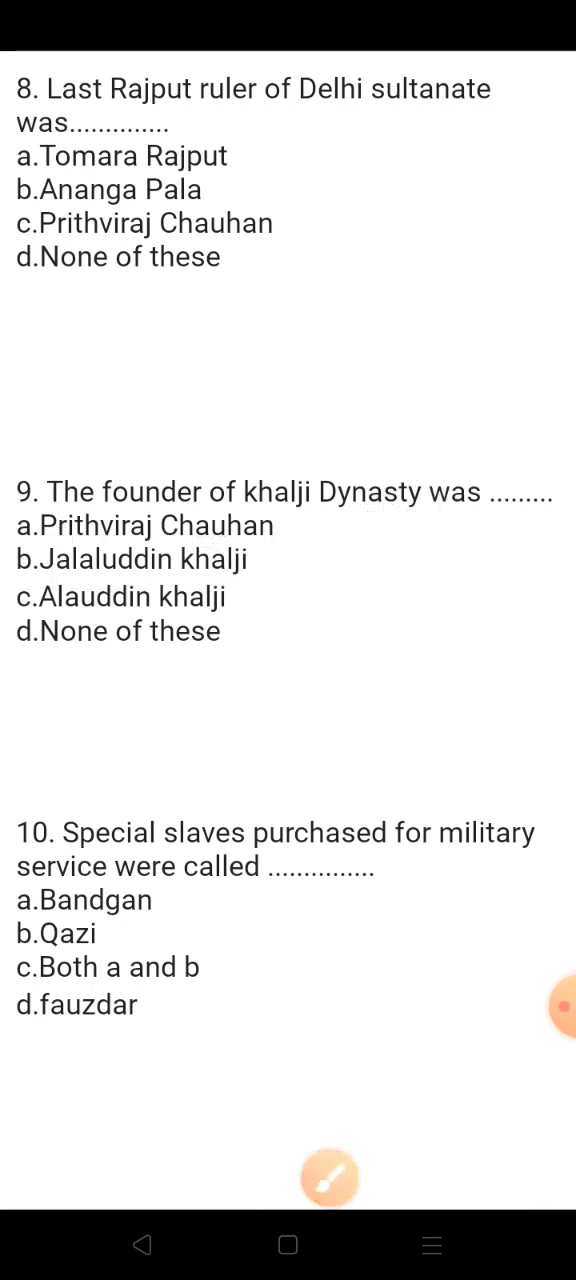 8. Last Rajput ruler of Delhi sultanate
was..............
a.Tomara Rajput
b.Ananga Pala
c.Prithviraj Chauhan
d.None of these
9. The founder of khalji Dynasty was .........
a.Prithviraj Chauhan
b.Jalaluddin khalji
c.Alauddin khalji
d.None of these
10. Special slaves purchased for military
service were called ...............
a.Bandgan
b.Qazi
c.Both a and b
d.fauzdar